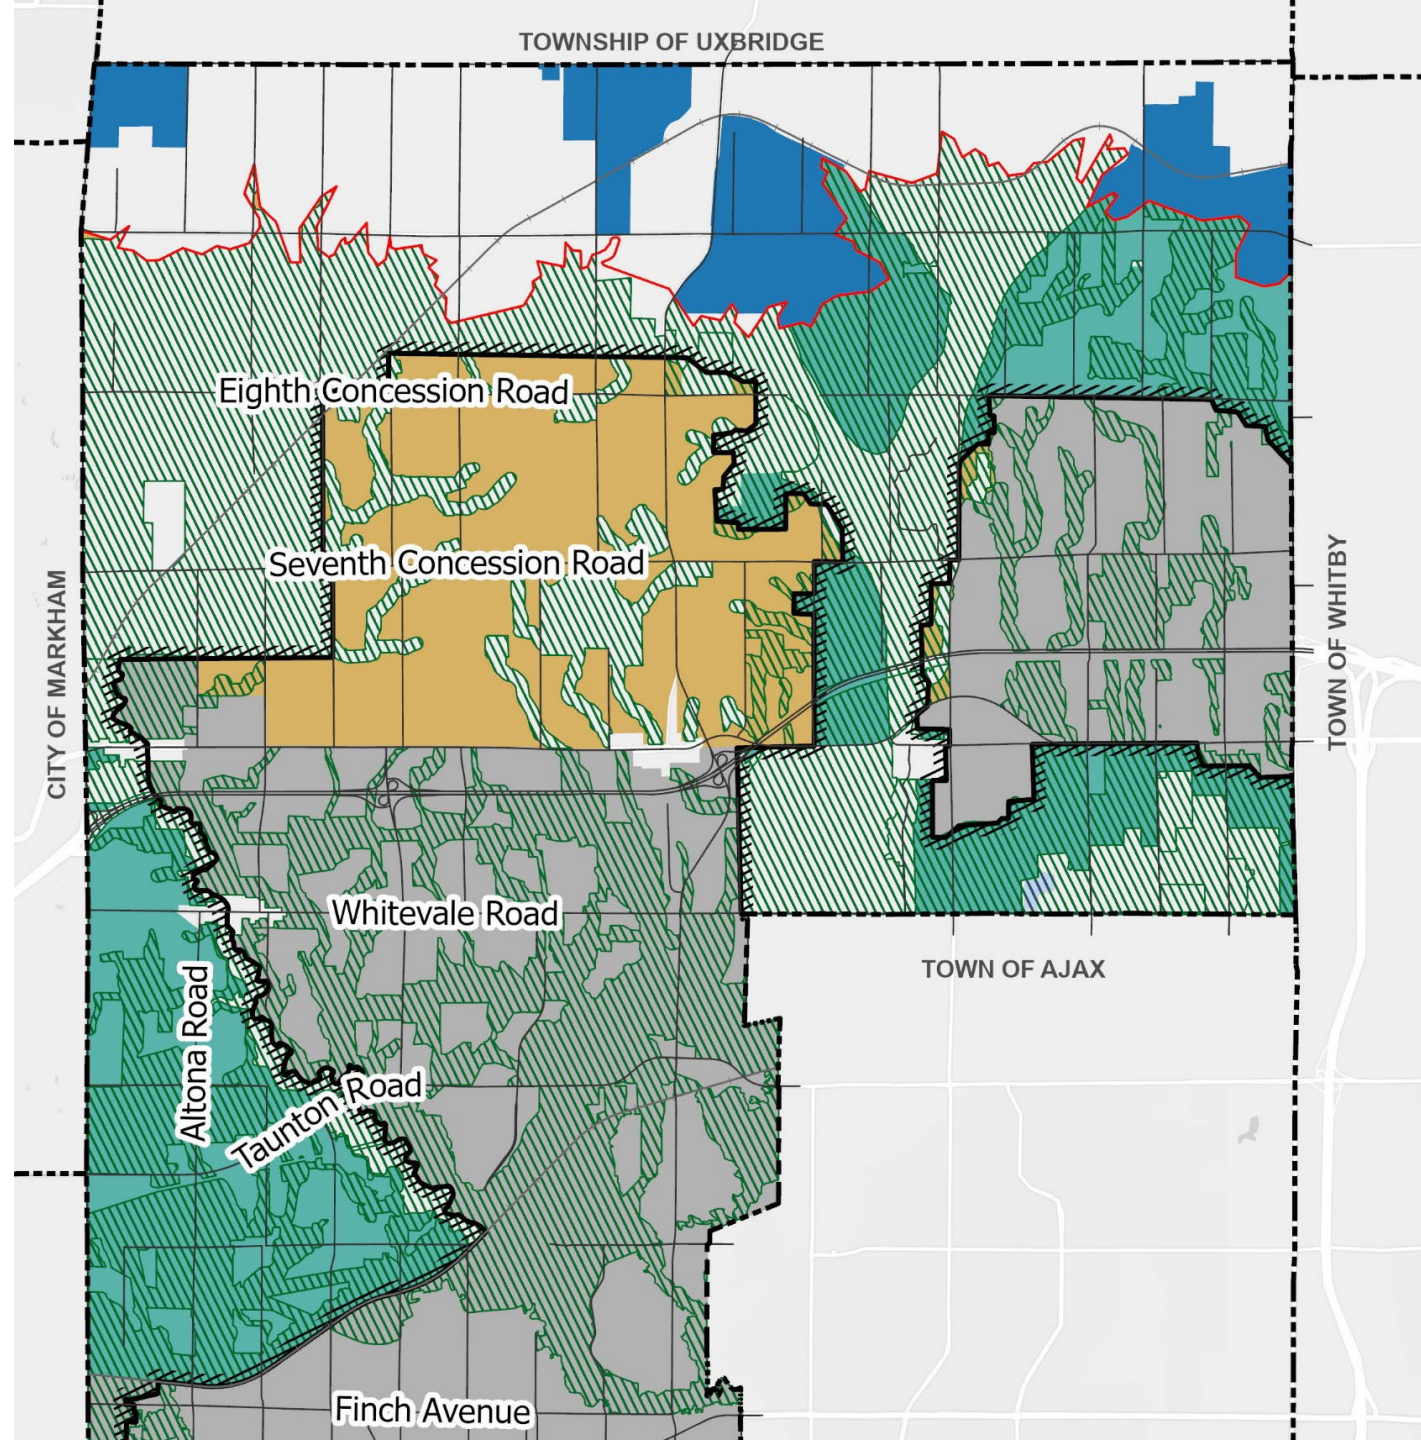 TOWNSHIP OF UXBRIDGE
Eighth Concession Road
Seventh Concession Road
CITY OF MARKHAM
TOWN OF WHITBY
Whitevale Road
TOWN OF AJAX
Altona Road
Taunton Road
Finch Avenue